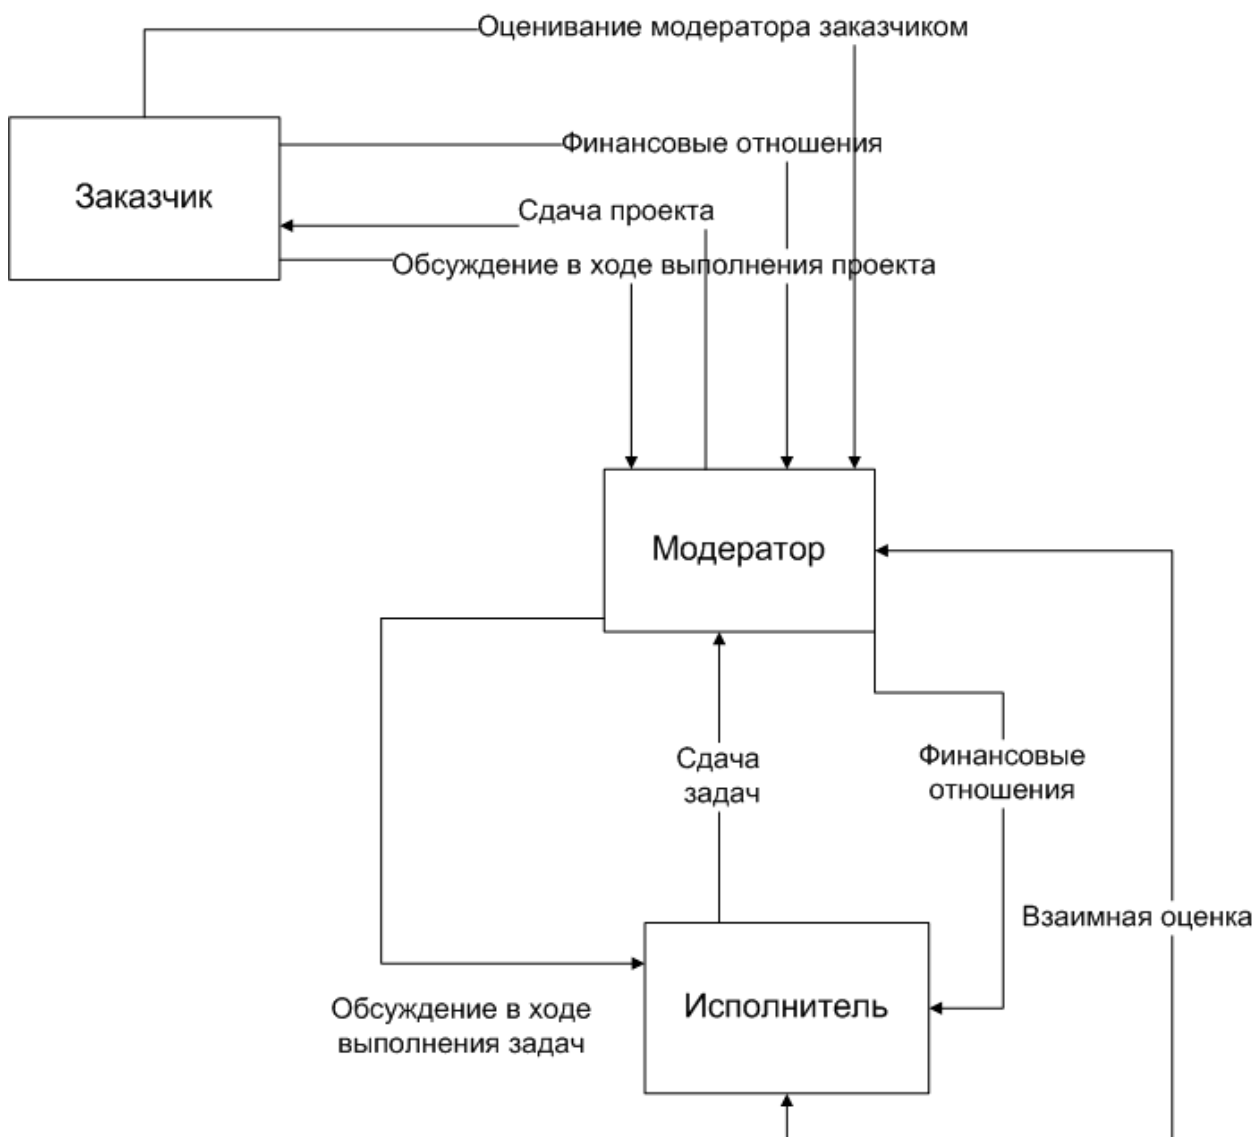 Оценивание модератора заказчиком
Финансовые отношения
Заказчик
Сдача проекта
Обсуждение в ходе выполнения проекта
Модератор
Сдача
задач
Финансовые
отношения
Взаимная оценка
Исполнитель
Обсуждение в ходе
выполнения задач